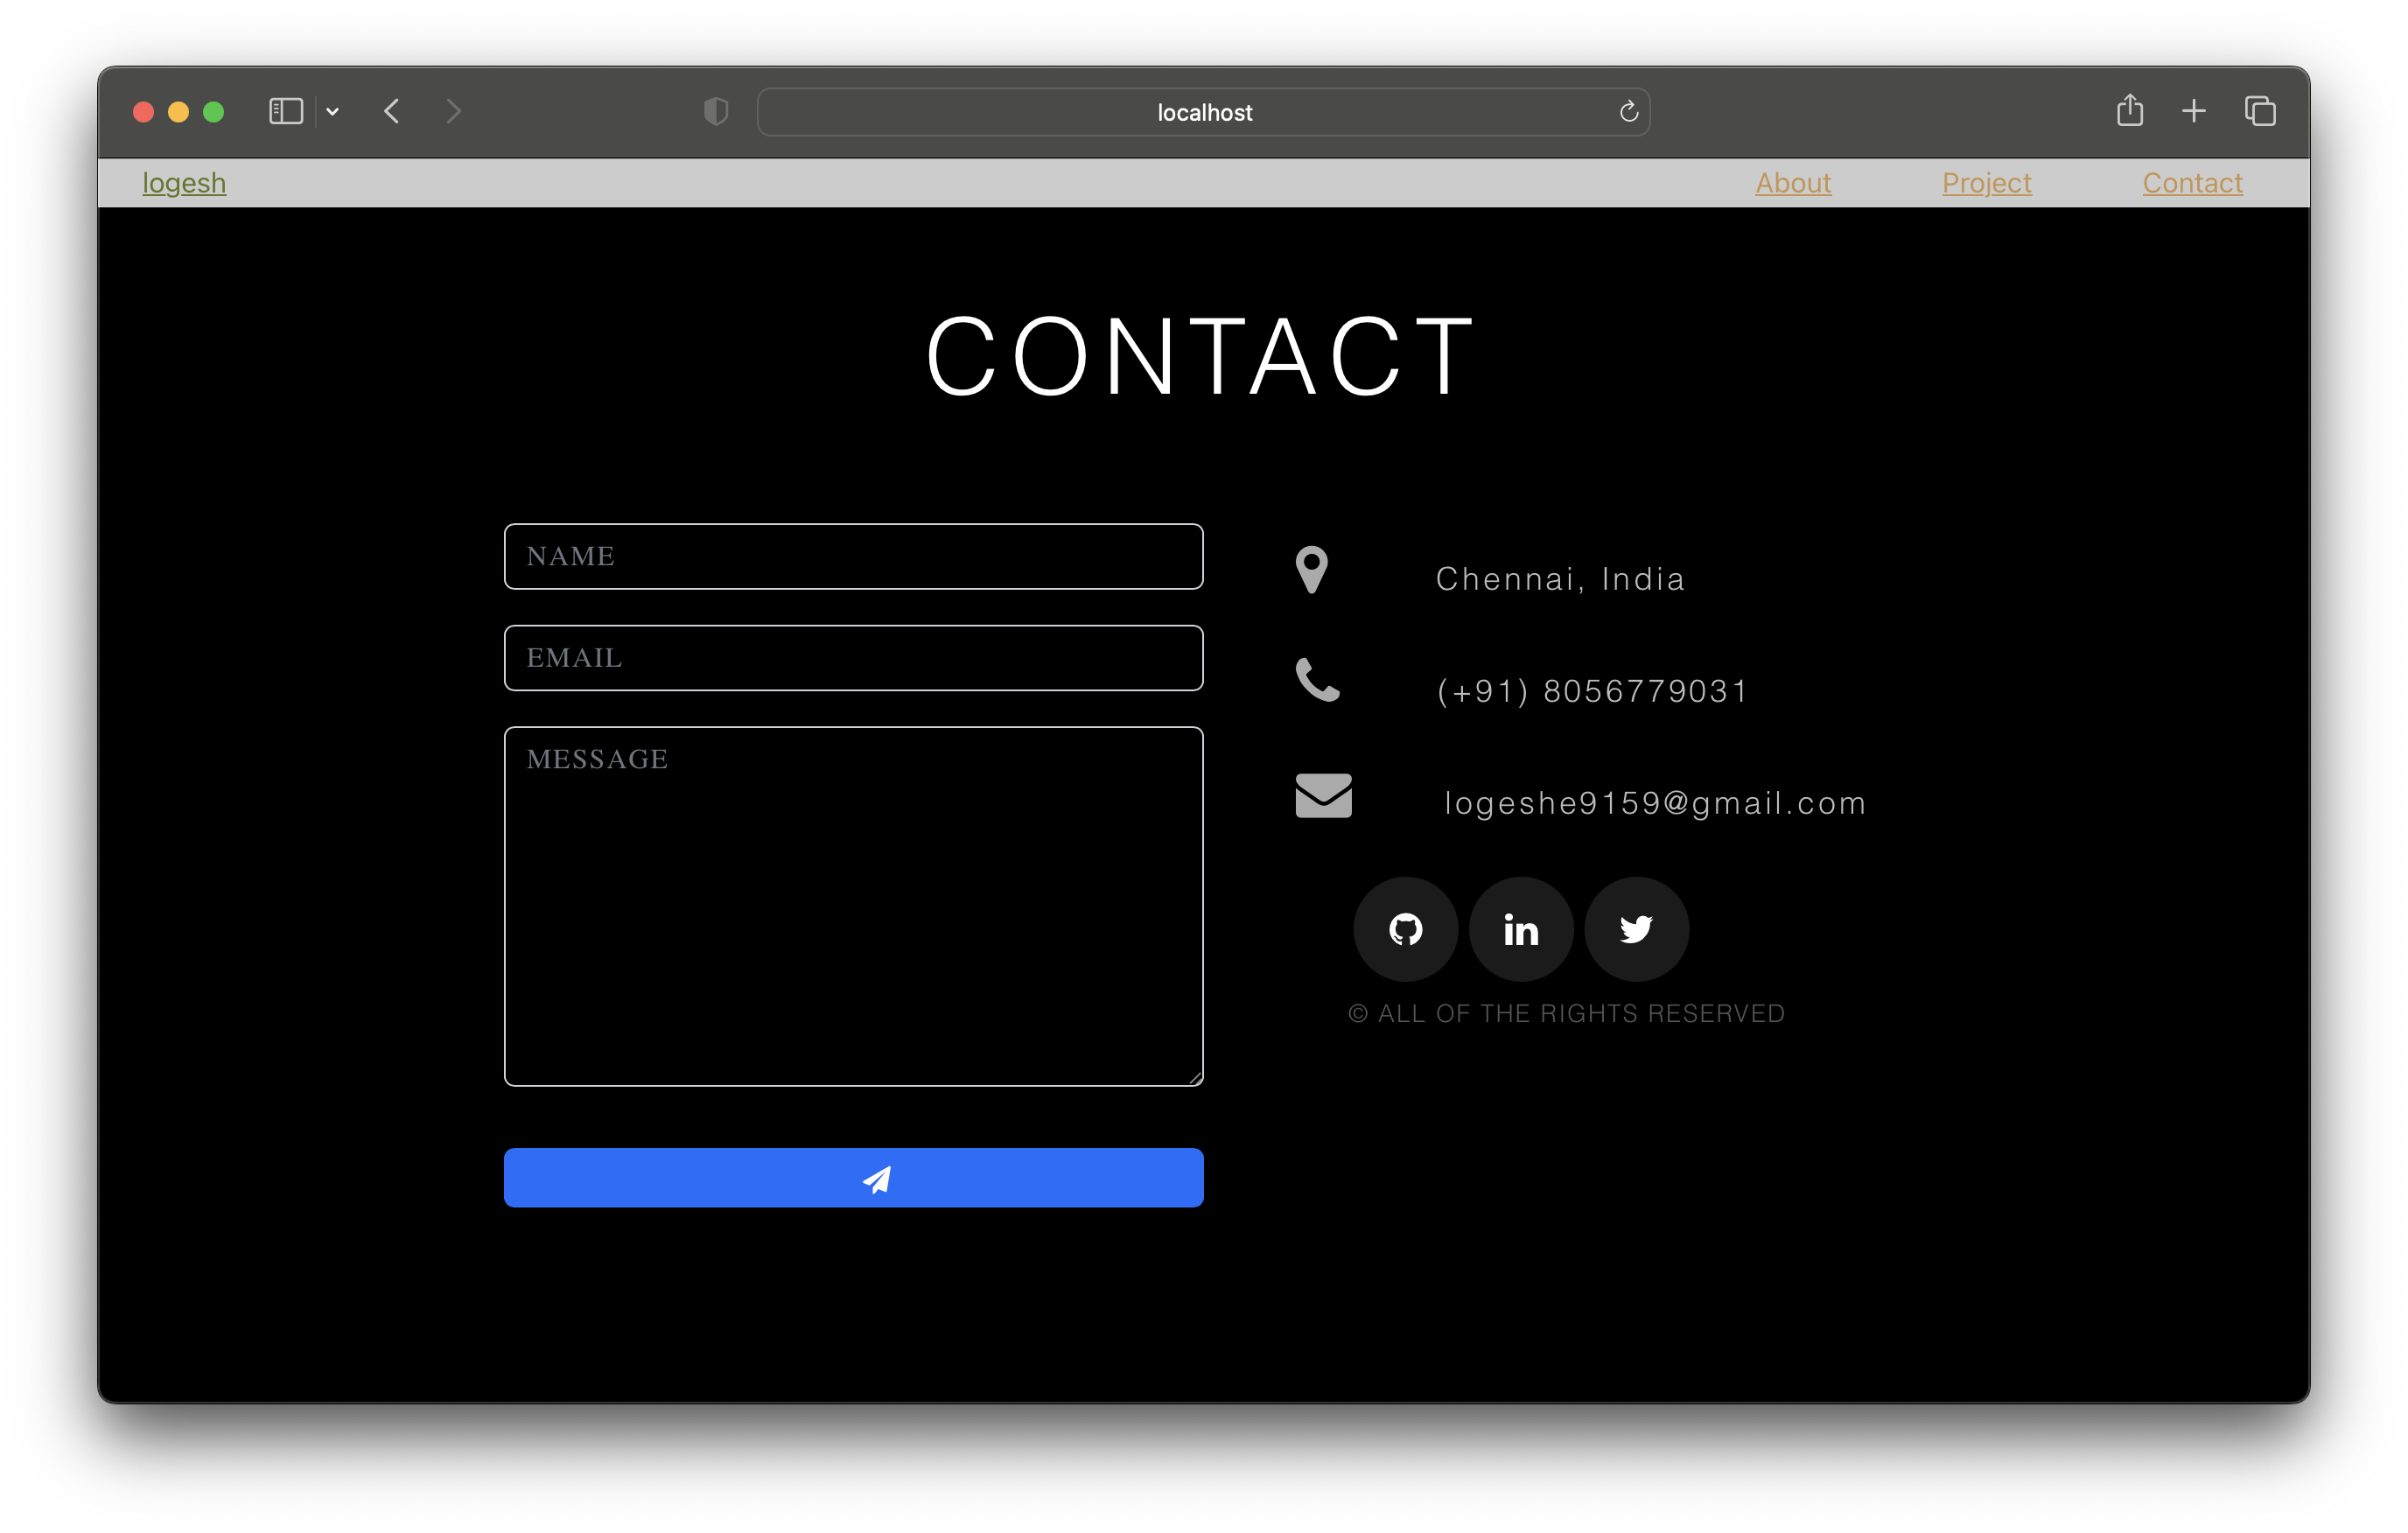 localhost
logesh About Project Contact
CONTACT
NAME
EMAIL
MESSAGE
Chennai, India
(+91) 8056779031
logeshe9159@gmail.com
in
© ALL OF THE RIGHTS RESERVED